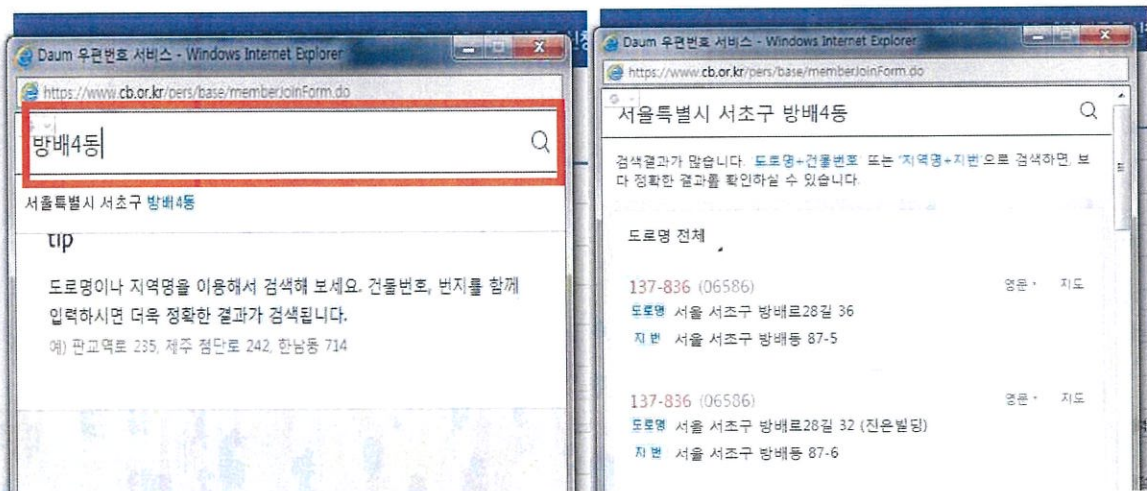 Daum 우편번호 서비스 - Windows Internet Explorer
https://www.cb.or.kr/pers/base/memberJoinForm.do
방배4동
서울특별시 서초구 방배4동
tip
도로명이나 지역명을 이용해서 검색해 보세요. 건물번호, 번지를 함께
입력하시면 더욱 정확한 결과가 검색됩니다.
예) 판교역로 235, 제주 첨단로 242, 한남동 714
Daum 우편번호 서비스 - Windows Internet Explorer
https://www.cb.or.kr/pers/base/memberJoinForm.do
서울특별시 서초구 방배4동
검색결과가 많습니다. '도로명+건물번호' 또는 '지역명+지번'으로 검색하면, 보
다 정확한 결과를 확인하실 수 있습니다.
도로명 전체
137-836 (06586) 영문 지도
도로명 서울 서초구 방배로28길 36
지번 서울 서초구 방배동 87-5
137-836 (06586) 영문 지도
도로명 서울 서초구 방배로28길 32 (진은빌딩)
지번 서울 서초구 방배동 87-6